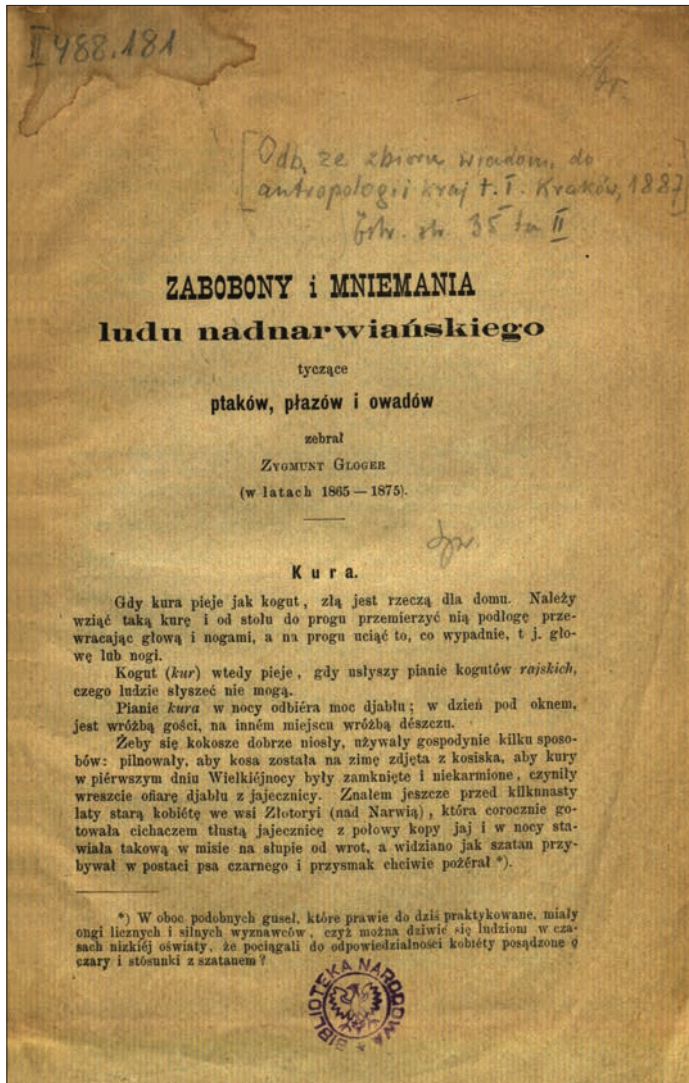 II 488.181
[Odb. ze zbioru wiadom. do
antropologii kraj t. I. Kraków, 1887]
str. 35 II
ZABOBONY i MNIEMANIA
ludu nadnarwiańskiego
tyczące
ptaków, płazów i owadów
zebrał
ZYGMUNT GLOGER
(w latach 1865 — 1875).
Kura.
Gdy kura pieje jak kogut, złą jest rzeczą dla domu. Należy
wziąć taką kurę i od stołu do progu przemierzyć nią podłogę prze-
wracając głową i nogami, a na progu uciąć to, co wypadnie, t j. gło-
wę lub nogi.
Kogut (kur) wtedy pieje, gdy usłyszy pianie kogutów rajskich,
czego ludzie słyszeć nie mogą.
Pianie kura w nocy odbiéra moc djabłu; w dzień pod oknem,
jest wróżbą gości, na inném miejscu wróżbą dészczu.
Żeby się kokosze dobrze niosły, używały gospodynie kilku sposo-
bów: pilnowały, aby kosa została na zimę zdjęta z kosiska, aby kury
w piérwszym dniu Wielkiéjnocy były zamknięte i niekarmione, czyniły
wreszcie ofiarę djabłu z jajecznicy. Znałem jeszcze przed kilkunasty
laty starą kobiétę we wsi Złotoryi (nad Narwią), która corocznie go-
towała cichaczem tłustą jajecznicę z połowy kopy jaj i w nocy sta-
wiała takową w misie na słupie od wrot, a widziano jak szatan przy-
bywał w postaci psa czarnego i przysmak chciwie pożérał *).
*) W oboc podobnych guseł, które prawie do dziś praktykowane, miały
ongi licznych i silnych wyznawców, czyż można dziwić się ludziom w cza-
sach nizkiéj oświaty, że pociągali do odpowiedzialności kobiéty posądzone o
czary i stósunki z szatanem?
BIBLIOTEKA NARODOWA